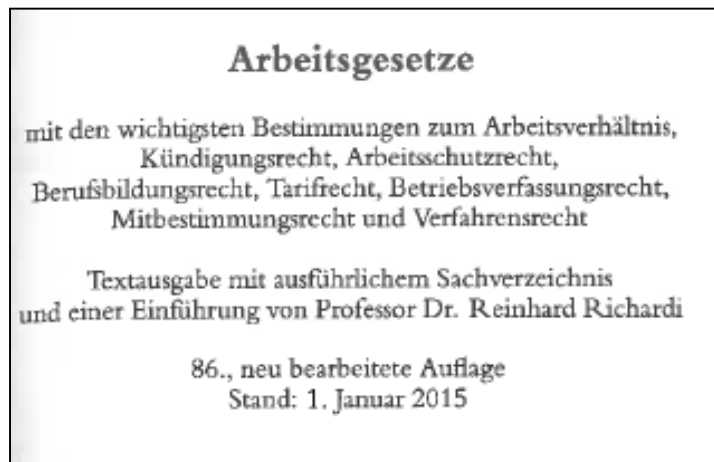 Arbeitsgesetze
mit den wichtigsten Bestimmungen zum Arbeitsverhältnis,
Kündigungsrecht, Arbeitsschutzrecht,
Berufsbildungsrecht, Tarifrecht, Betriebsverfassungsrecht,
Mitbestimmungsrecht und Verfahrensrecht
Textausgabe mit ausführlichem Sachverzeichnis
und einer Einführung von Professor Dr. Reinhard Richardi
86., neu bearbeitete Auflage
Stand: 1. Januar 2015